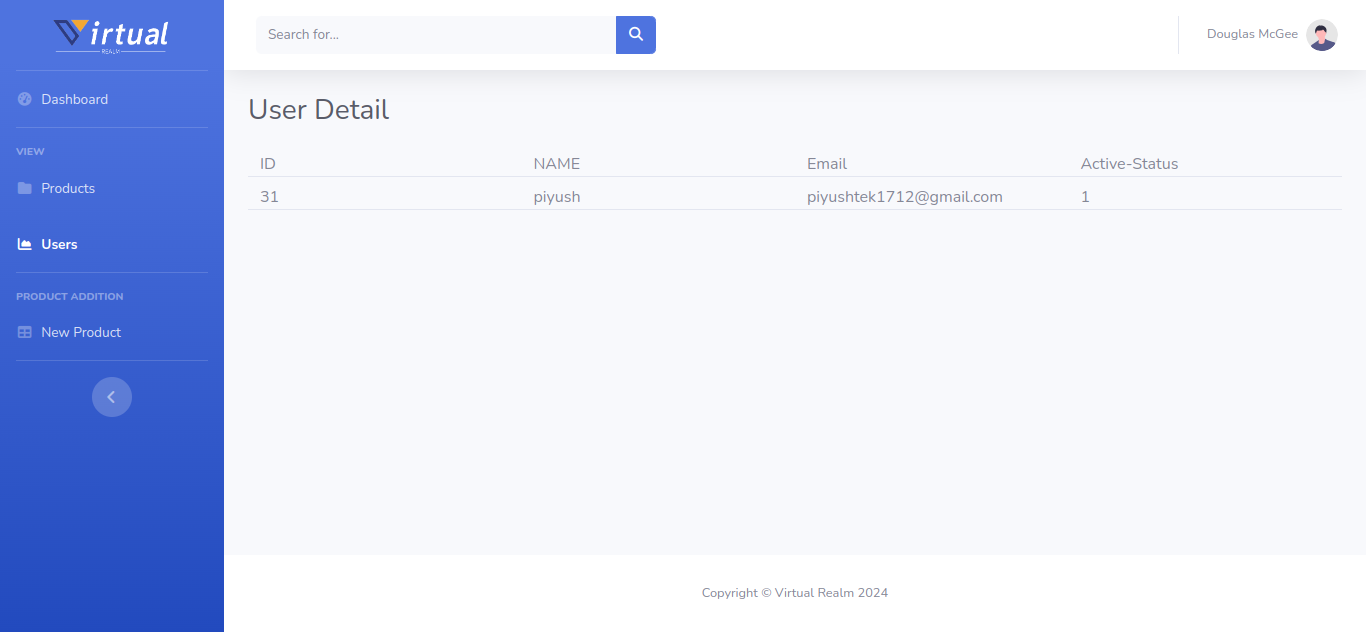 Virtual
REALM
Search for...
Douglas McGee
Dashboard
VIEW
Products
Users
PRODUCT ADDITION
New Product
User Detail
ID NAME Email Active-Status
31 piyush piyushtek1712@gmail.com 1
Copyright © Virtual Realm 2024